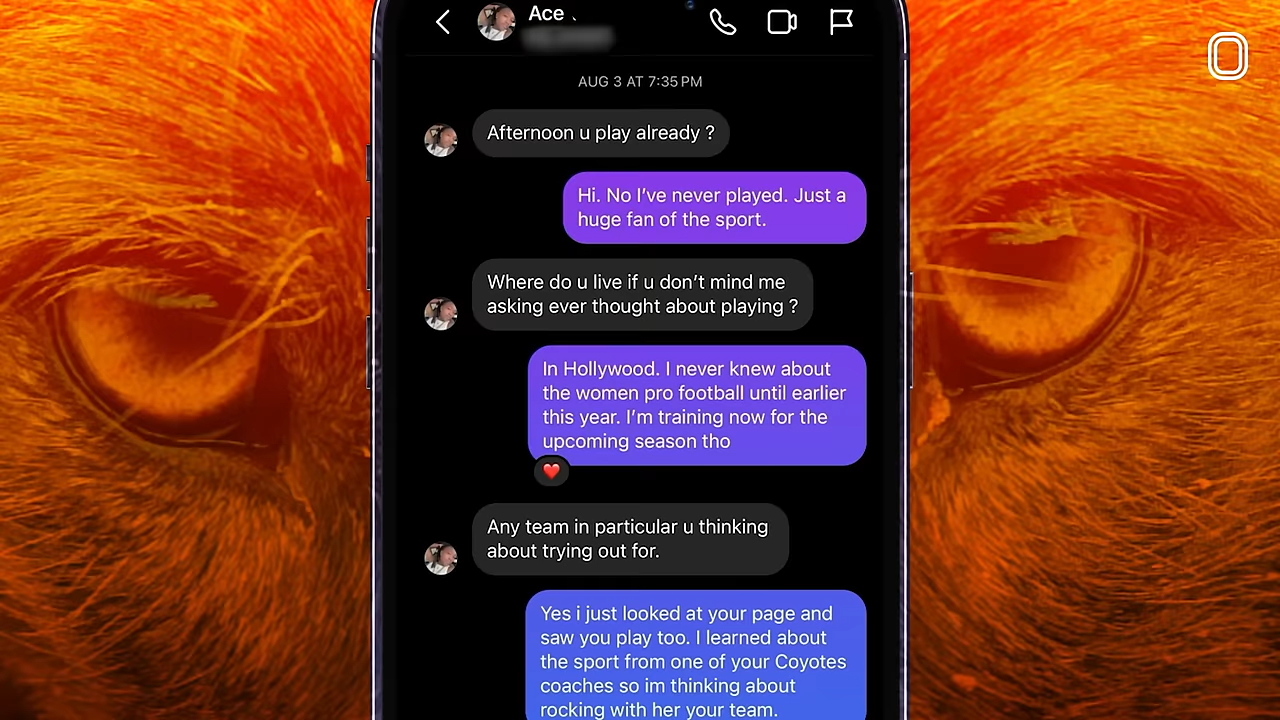 Ace
AUG 3 AT 7:35 PM
Afternoon u play already ?
Hi. No I’ve never played. Just a
huge fan of the sport.
Where do u live if u don’t mind me
asking ever thought about playing ?
In Hollywood. I never knew about
the women pro football until earlier
this year. I’m training now for the
upcoming season tho
Any team in particular u thinking
about trying out for.
Yes i just looked at your page and
saw you play too. I learned about
the sport from one of your Coyotes
coaches so im thinking about
rocking with her your team.